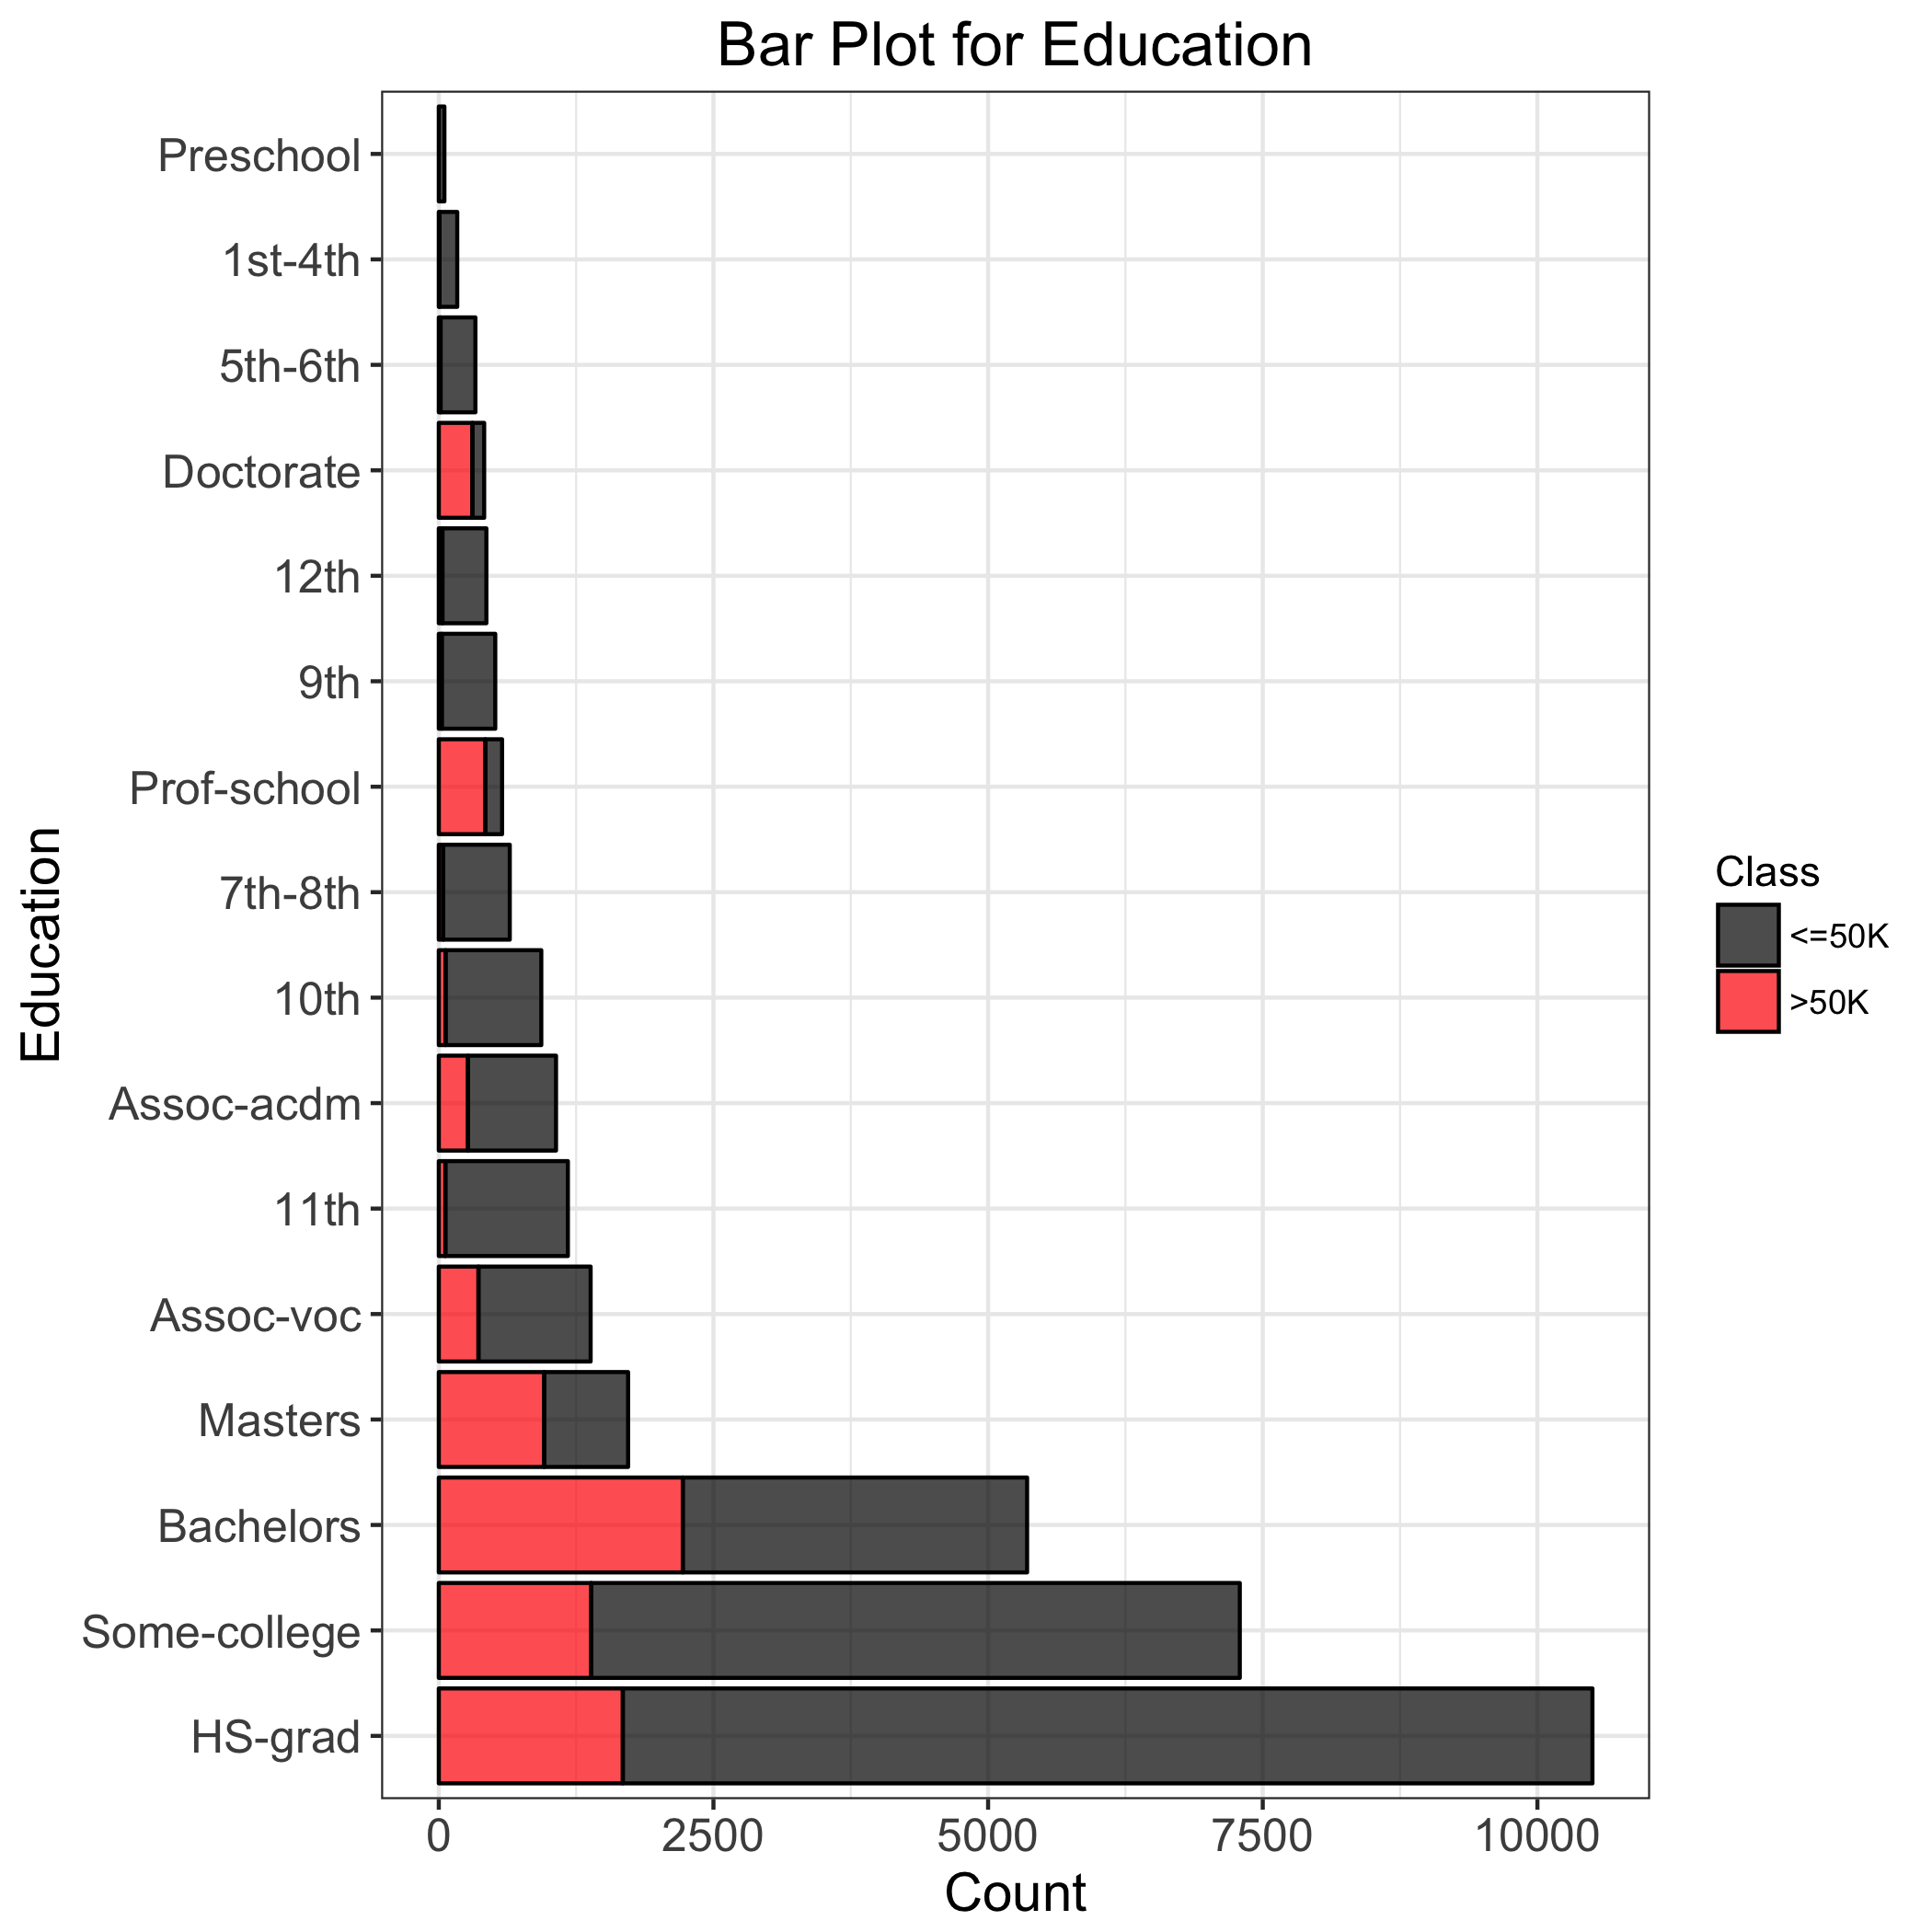 Bar Plot for Education
Education
Preschool
1st-4th
5th-6th
Doctorate
12th
9th
Prof-school
7th-8th
10th
Assoc-acdm
11th
Assoc-voc
Masters
Bachelors
Some-college
HS-grad
0 2500 5000 7500 10000
Count
Class
<=50K
>50K